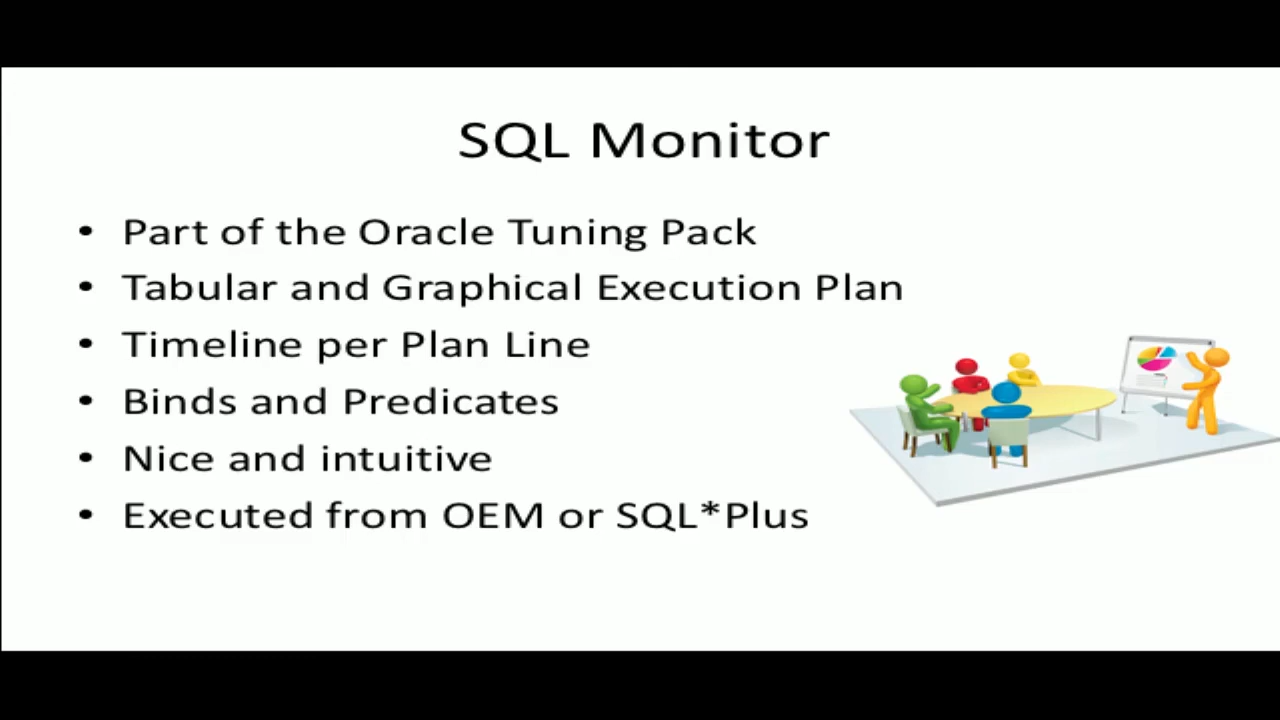 SQL Monitor
• Part of the Oracle Tuning Pack
• Tabular and Graphical Execution Plan
• Timeline per Plan Line
• Binds and Predicates
• Nice and intuitive
• Executed from OEM or SQL*Plus